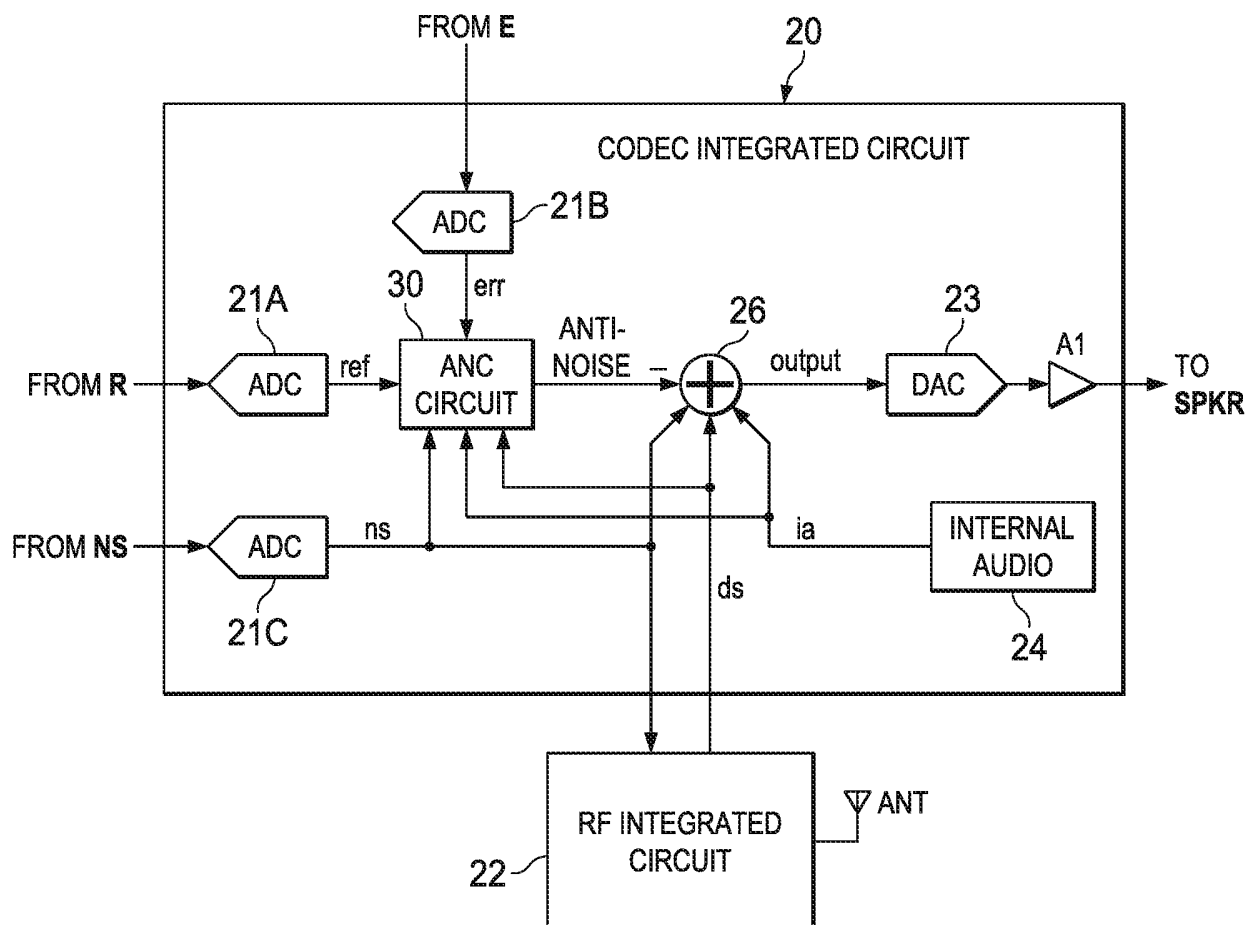 FROM E
20
CODEC INTEGRATED CIRCUIT
ADC
21B
err
30
21A
ANTI-
NOISE
26
23
A1
FROM R
ADC
ref
ANC
CIRCUIT
–
output
DAC
TO
SPKR
FROM NS
ADC
ns
ia
INTERNAL
AUDIO
ds
21C
24
RF INTEGRATED
CIRCUIT
ANT
22